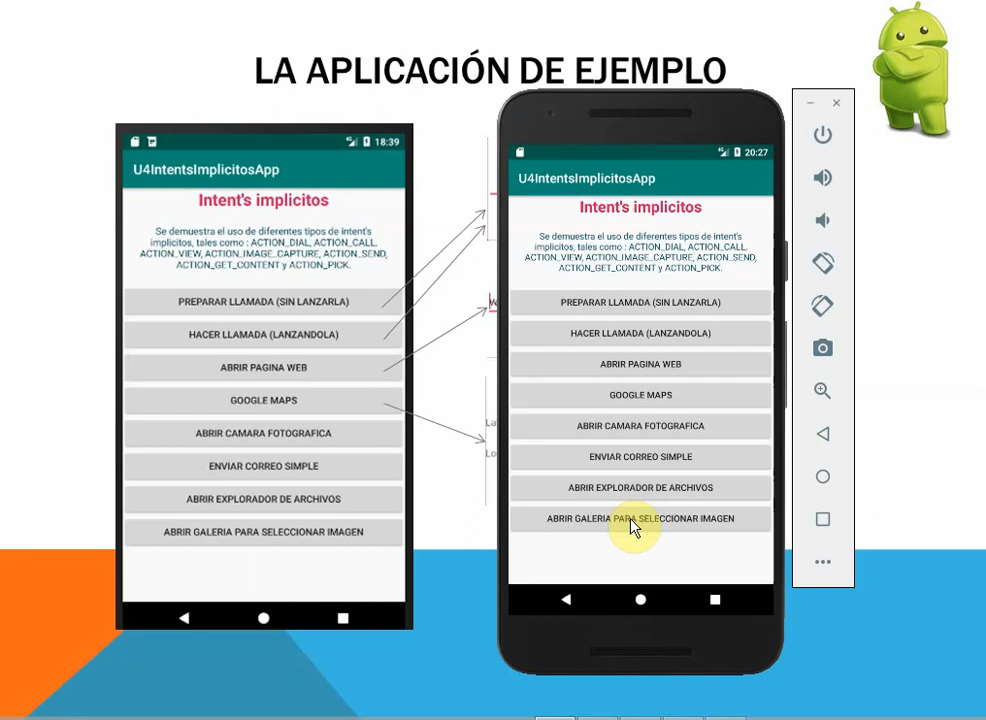 LA APLICACIÓN DE EJEMPLO
18:39
U4IntentsImplicitosApp
Intent's implicitos
Se demuestra el uso de diferentes tipos de intent's
implicitos, tales como : ACTION_DIAL, ACTION_CALL,
ACTION_VIEW, ACTION_IMAGE_CAPTURE, ACTION_SEND,
ACTION_GET_CONTENT y ACTION_PICK.
PREPARAR LLAMADA (SIN LANZARLA)
HACER LLAMADA (LANZANDOLA)
ABRIR PAGINA WEB
GOOGLE MAPS
ABRIR CAMARA FOTOGRAFICA
ENVIAR CORREO SIMPLE
ABRIR EXPLORADOR DE ARCHIVOS
ABRIR GALERIA PARA SELECCIONAR IMAGEN
20:27
U4IntentsImplicitosApp
Intent's implicitos
Se demuestra el uso de diferentes tipos de intent's
implicitos, tales como : ACTION_DIAL, ACTION_CALL,
ACTION_VIEW, ACTION_IMAGE_CAPTURE, ACTION_SEND,
ACTION_GET_CONTENT y ACTION_PICK.
PREPARAR LLAMADA (SIN LANZARLA)
HACER LLAMADA (LANZANDOLA)
ABRIR PAGINA WEB
GOOGLE MAPS
ABRIR CAMARA FOTOGRAFICA
ENVIAR CORREO SIMPLE
ABRIR EXPLORADOR DE ARCHIVOS
ABRIR GALERIA PARA SELECCIONAR IMAGEN